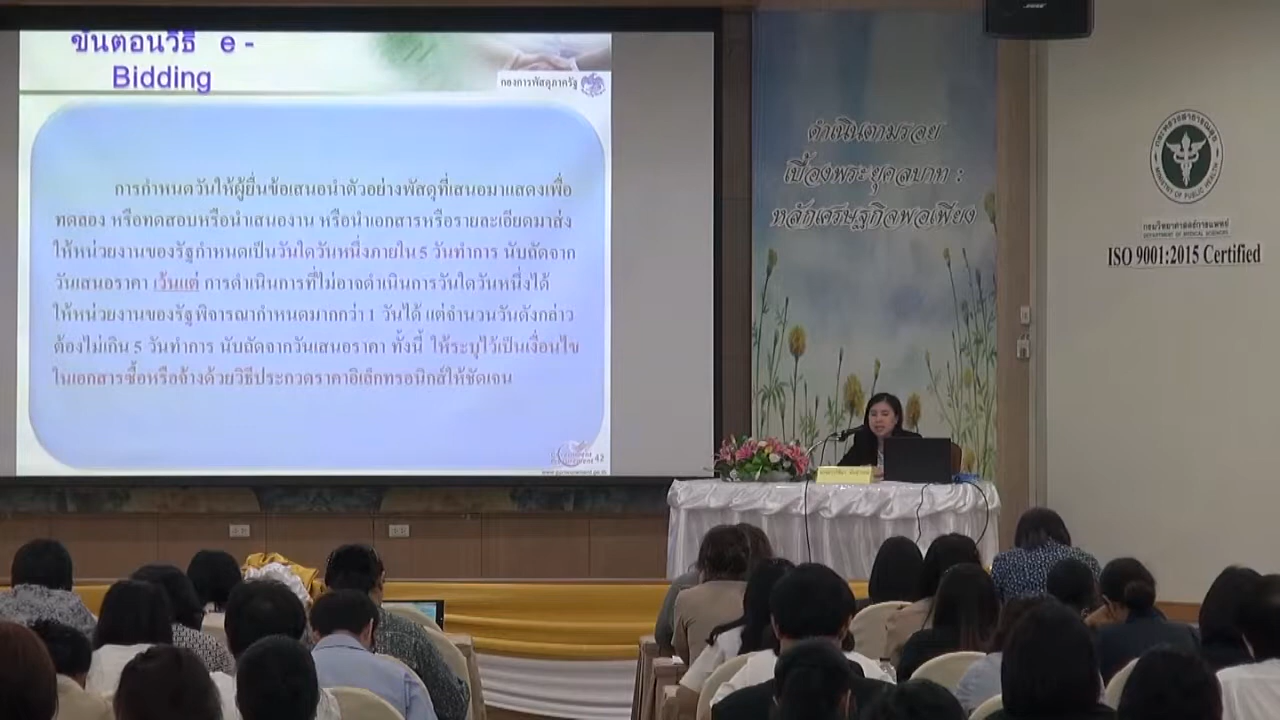 ขั้นตอนวิธี e -
Bidding
กองการพัสดุภาครัฐ
การกำหนดวันให้ผู้ยื่นข้อเสนอนำตัวอย่างพัสดุที่เสนอมาแสดงเพื่อ
ทดลอง หรือทดสอบหรือนำเสนองาน หรือนำเอกสารหรือรายละเอียดมาส่ง
ให้หน่วยงานของรัฐกำหนดเป็นวันใดวันหนึ่งภายใน 5 วันทำการ นับถัดจาก
วันเสนอราคา เว้นแต่ การดำเนินการที่ไม่อาจดำเนินการวันใดวันหนึ่งได้
ให้หน่วยงานของรัฐพิจารณากำหนดมากกว่า 1 วันได้ แต่จำนวนวันดังกล่าว
ต้องไม่เกิน 5 วันทำการ นับถัดจากวันเสนอราคา ทั้งนี้ ให้ระบุไว้เป็นเงื่อนไข
ในเอกสารซื้อหรือจ้างด้วยวิธีประกวดราคาอิเล็กทรอนิกส์ให้ชัดเจน
42
ดำเนินตามรอย
เบื้องพระยุคลบาท :
หลักเศรษฐกิจพอเพียง
กระทรวงสาธารณสุข
MINISTRY OF PUBLIC HEALTH
กรมวิทยาศาสตร์การแพทย์
DEPARTMENT OF MEDICAL SCIENCES
ISO 9001:2015 Certified
BOSE